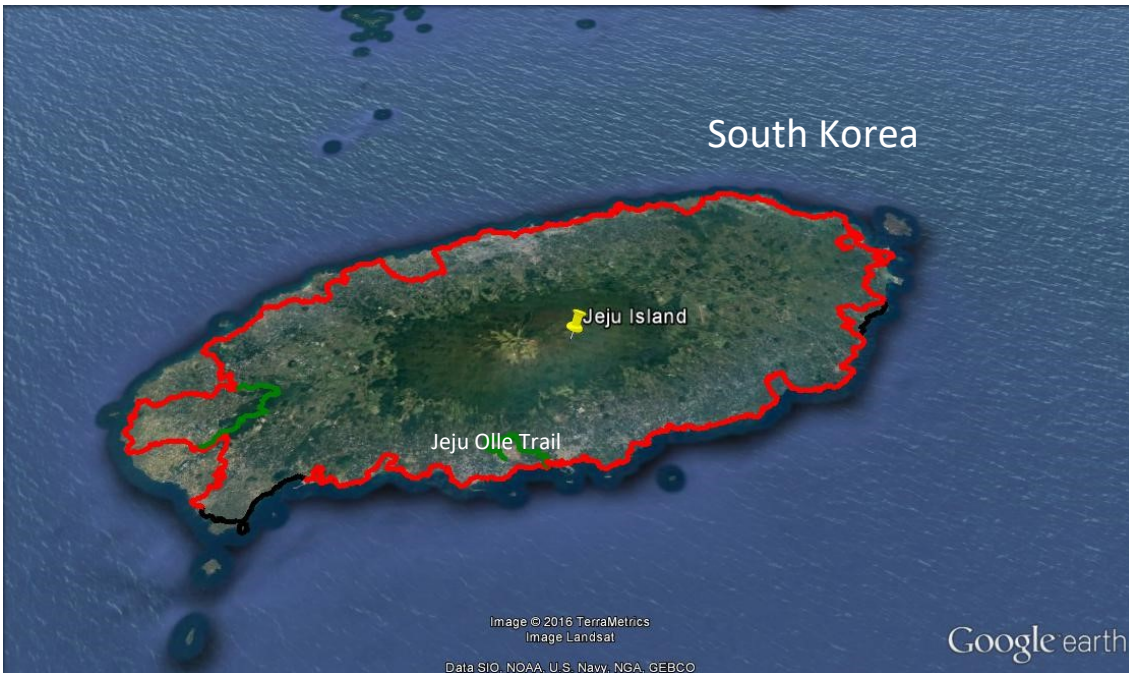 South Korea
Jeju Island
Jeju Olle Trail
Image © 2016 TerraMetrics
Image Landsat
Data SIO, NOAA, U.S. Navy, NGA, GEBCO
Google earth